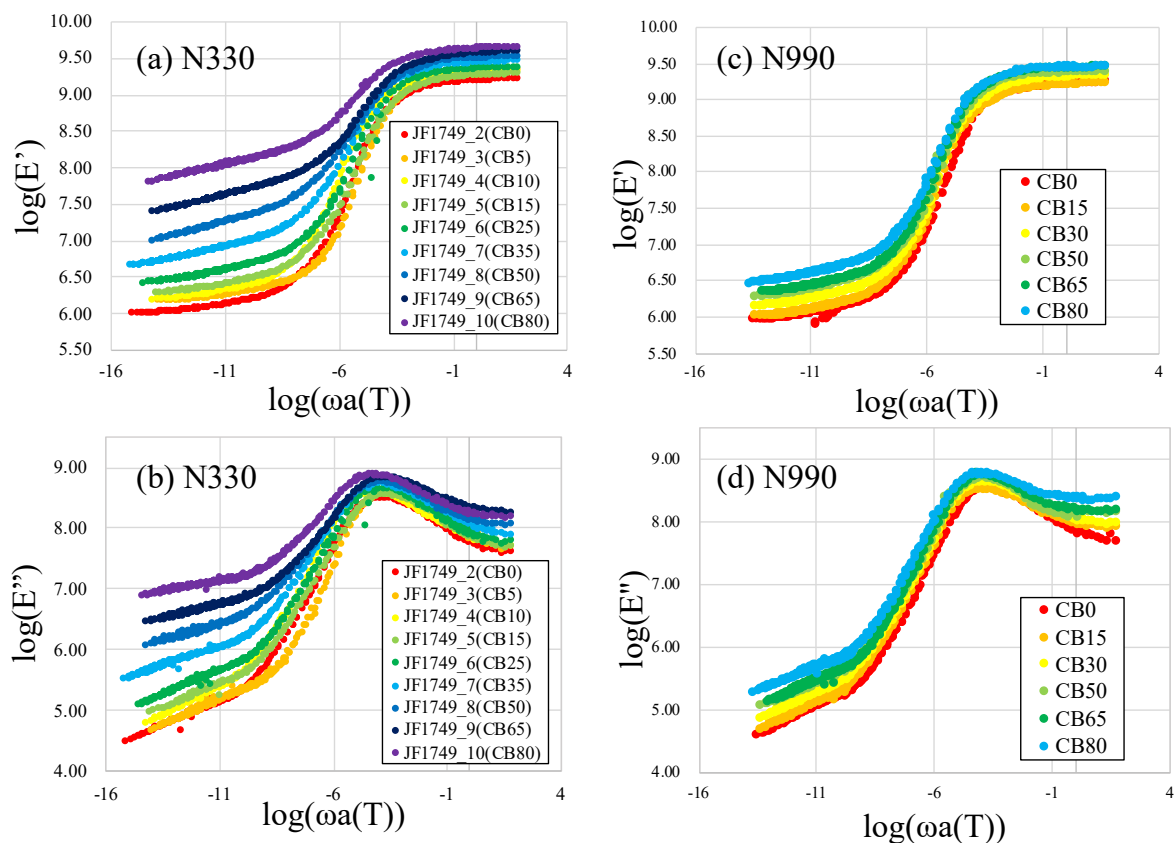 (a) N330
log(E’)
10.00
9.50
9.00
8.50
8.00
7.50
7.00
6.50
6.00
5.50
JF1749_2(CB0)
JF1749_3(CB5)
JF1749_4(CB10)
JF1749_5(CB15)
JF1749_6(CB25)
JF1749_7(CB35)
JF1749_8(CB50)
JF1749_9(CB65)
JF1749_10(CB80)
-16 -11 -6 -1 4
log(ωa(T))
(c) N990
log(E')
10.00
9.50
9.00
8.50
8.00
7.50
7.00
6.50
6.00
5.50
CB0
CB15
CB30
CB50
CB65
CB80
-16 -11 -6 -1 4
log(ωa(T))
(b) N330
log(E”)
9.00
8.00
7.00
6.00
5.00
4.00
JF1749_2(CB0)
JF1749_3(CB5)
JF1749_4(CB10)
JF1749_5(CB15)
JF1749_6(CB25)
JF1749_7(CB35)
JF1749_8(CB50)
JF1749_9(CB65)
JF1749_10(CB80)
-16 -11 -6 -1 4
log(ωa(T))
(d) N990
log(E")
9.00
8.00
7.00
6.00
5.00
4.00
CB0
CB15
CB30
CB50
CB65
CB80
-16 -11 -6 -1 4
log(ωa(T))